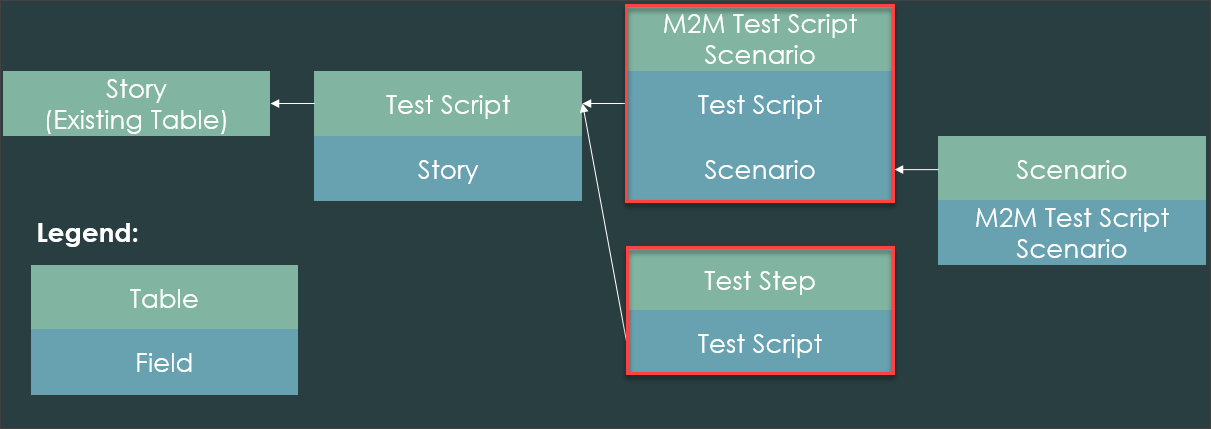 Story
(Existing Table)
Test Script
Story
M2M Test Script
Scenario
Test Script
Scenario
Scenario
M2M Test Script
Scenario
Test Step
Test Script
Legend:
Table
Field